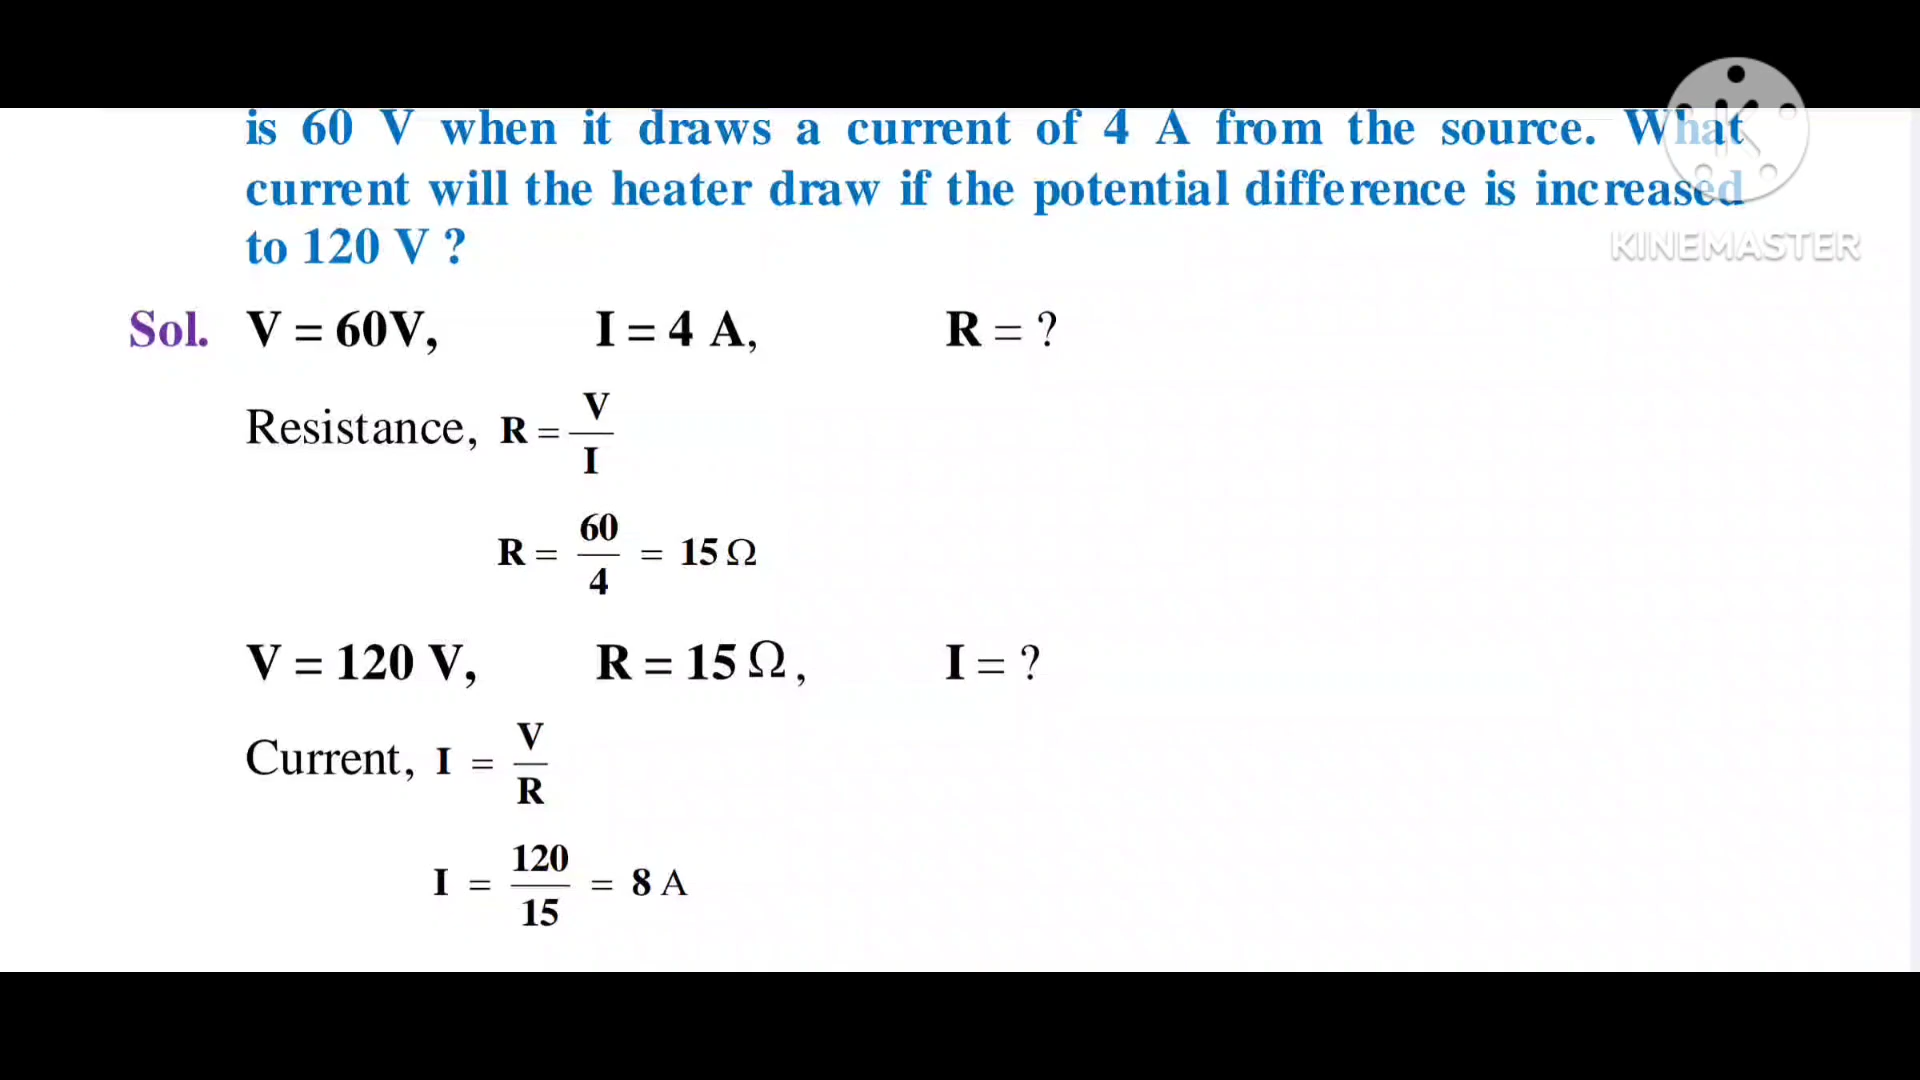 is 60 V when it draws a current of 4 A from the source. What
current will the heater draw if the potential difference is increased
to 120 V ?
KINEMASTER
Sol. V = 60V, I = 4 A, R = ?
Resistance, R = V/I
R = 60/4 = 15 Ω
V = 120 V, R = 15 Ω, I = ?
Current, I = V/R
I = 120/15 = 8 A